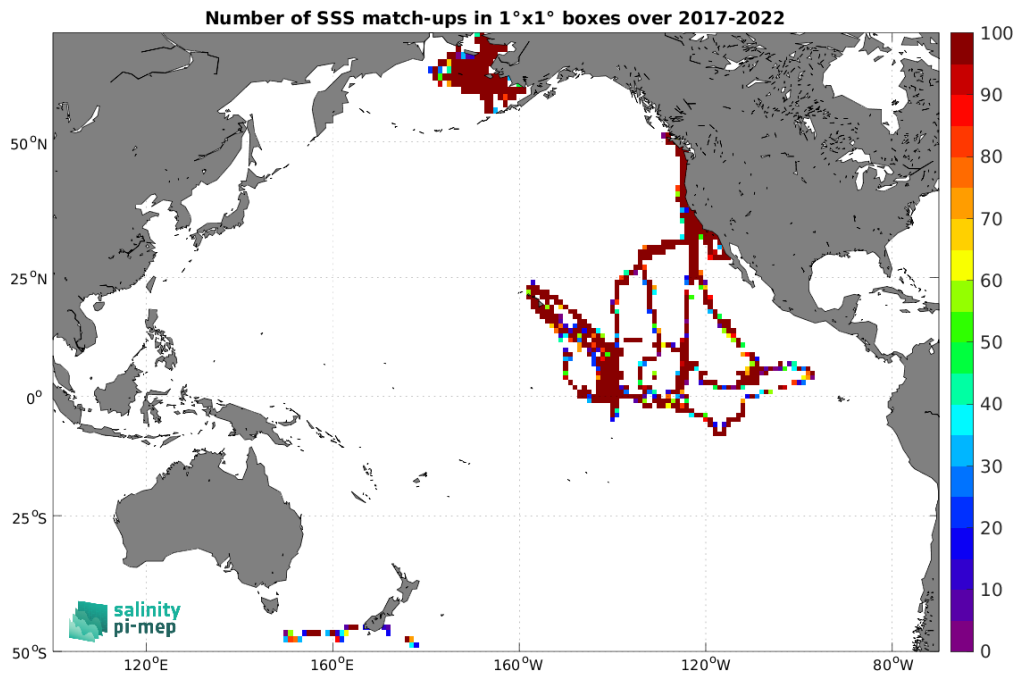 Number of SSS match-ups in 1°x1° boxes over 2017-2022
100
90
80
70
60
50
40
30
20
10
0
50°N
25°N
0°
25°S
50°S
120°E
160°E
160°W
120°W
80°W
salinity
pi-mep